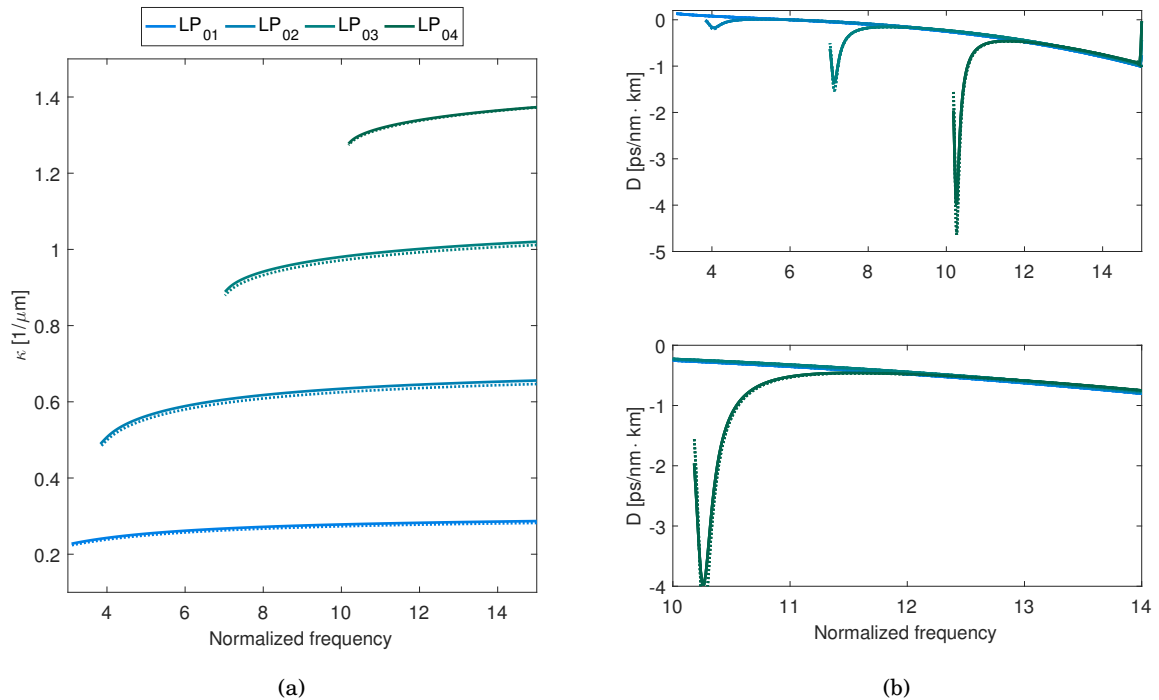 LP01 LP02 LP03 LP04
1.4
1.2
1
0.8
0.6
0.4
0.2
κ [1/μm]
4 6 8 10 12 14
Normalized frequency
(a)
0
-1
-2
-3
-4
-5
D [ps/nm· km]
4 6 8 10 12 14
0
-1
-2
-3
-4
D [ps/nm· km]
10 11 12 13 14
Normalized frequency
(b)